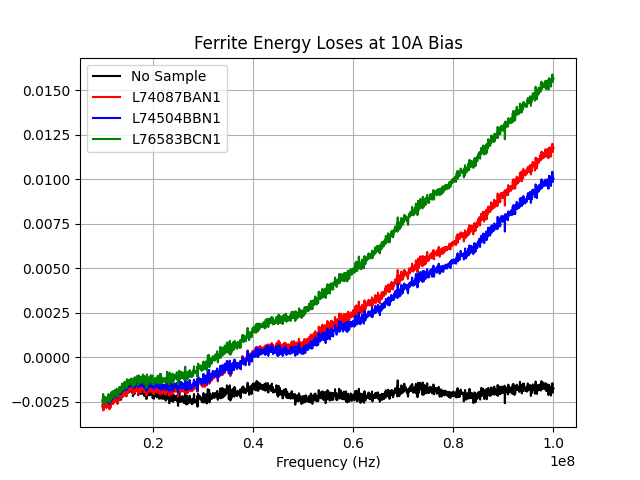 Ferrite Energy Loses at 10A Bias
No Sample
L74087BAN1
L74504BBN1
L76583BCN1
0.0150
0.0125
0.0100
0.0075
0.0050
0.0025
0.0000
−0.0025
0.2 0.4 0.6 0.8 1.0
1e8
Frequency (Hz)